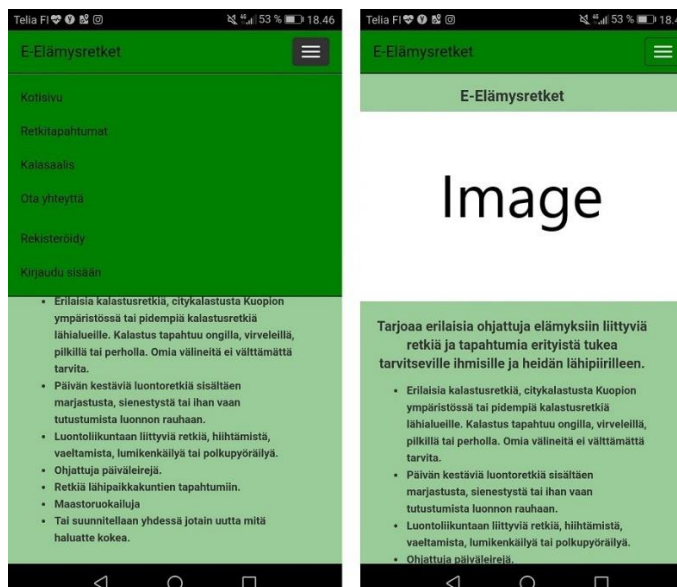 Telia FI
53 % 18.46
E-Elämysretket
Kotisivu
Retkitapahtumat
Kalasaalis
Ota yhteyttä
Rekisteröidy
Kirjaudu sisään
• Erilaisia kalastusretkiä, citykalastusta Kuopion
ympäristössä tai pidempiä kalastusretkiä
lähialueille. Kalastus tapahtuu ongilla, virveleillä,
pilkillä tai perholla. Omia välineitä ei välttämättä
tarvita.
• Päivän kestäviä luontoretkiä sisältäen
marjastusta, sienestystä tai ihan vaan
tutustumista luonnon rauhaan.
• Luontoliikuntaan liittyviä retkiä, hiihtämistä,
vaeltamista, lumikenkäilyä tai polkupyöräilyä.
• Ohjattuja päiväleirejä.
• Retkiä lähipaikkakuntien tapahtumiin.
• Maastoruokailuja
• Tai suunnitellaan yhdessä jotain uutta mitä
haluatte kokea.
Telia FI
53 % 18.4
E-Elämysretket
E-Elämysretket
Image
Tarjoaa erilaisia ohjattuja elämyksiin liittyviä
retkiä ja tapahtumia erityistä tukea
tarvitseville ihmisille ja heidän lähipiirilleen.
• Erilaisia kalastusretkiä, citykalastusta Kuopion
ympäristössä tai pidempiä kalastusretkiä
lähialueille. Kalastus tapahtuu ongilla, virveleillä,
pilkillä tai perholla. Omia välineitä ei välttämättä
tarvita.
• Päivän kestäviä luontoretkiä sisältäen
marjastusta, sienestystä tai ihan vaan
tutustumista luonnon rauhaan.
• Luontoliikuntaan liittyviä retkiä, hiihtämistä,
vaeltamista, lumikenkäilyä tai polkupyöräilyä.
• Ohjattuja päiväleirejä.